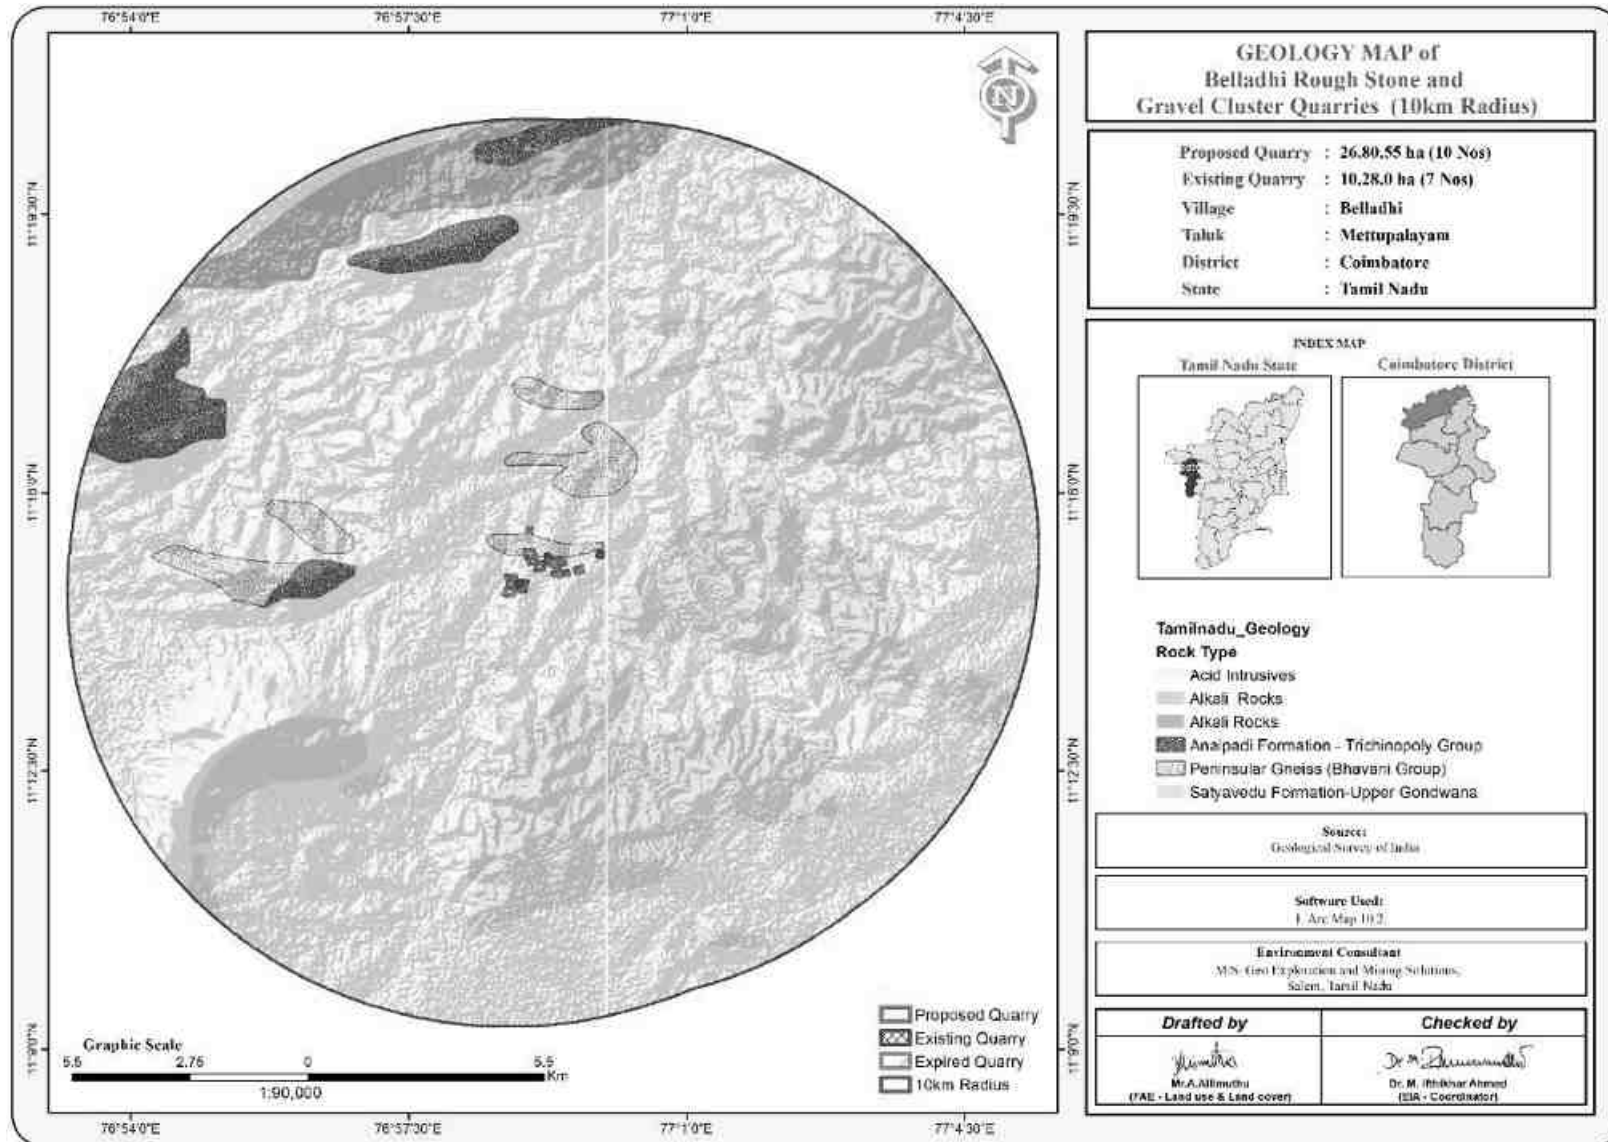 76°54'0"E 76°57'30"E 77°1'0"E 77°4'30"E
N
11°19'30"N 11°19'30"N
11°16'0"N 11°16'0"N
11°12'30"N 11°12'30"N
11°9'0"N 11°9'0"N
Graphic Scale
5.5 2.75 0 5.5
Km
1:90,000
Proposed Quarry
Existing Quarry
Expired Quarry
10km Radius
76°54'0"E 76°57'30"E 77°1'0"E 77°4'30"E
GEOLOGY MAP of
Belladhi Rough Stone and
Gravel Cluster Quarries (10km Radius)
Proposed Quarry : 26.80.55 ha (10 Nos)
Existing Quarry : 10.28.0 ha (7 Nos)
Village : Belladhi
Taluk : Mettupalayam
District : Coimbatore
State : Tamil Nadu
INDEX MAP
Tamil Nadu State Coimbatore District
Tamilnadu_Geology
Rock Type
Acid Intrusives
Alkali Rocks
Alkali Rocks
Anaipadi Formation - Trichinopoly Group
Peninsular Gneiss (Bhavani Group)
Satyavedu Formation-Upper Gondwana
Source:
Geological Survey of India
Software Used:
1. Arc Map 10.2
Environment Consultant
M/S- Geo Exploration and Mining Solutions,
Salem, Tamil Nadu
Drafted by Checked by
Mr.A.Allimuthu Dr. M. Ifthikhar Ahmed
(FAE - Land use & Land cover) (EIA - Coordinator)